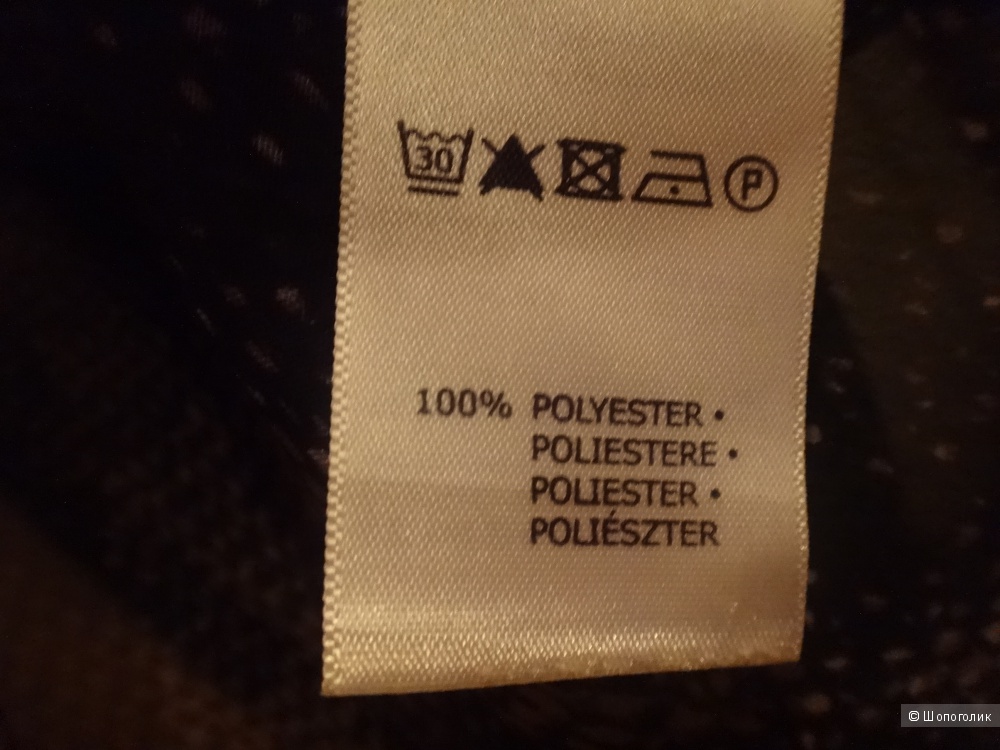 30 P
100% POLYESTER •
POLIESTERE •
POLIESTER •
POLIÉSZTER
© Шопоголик